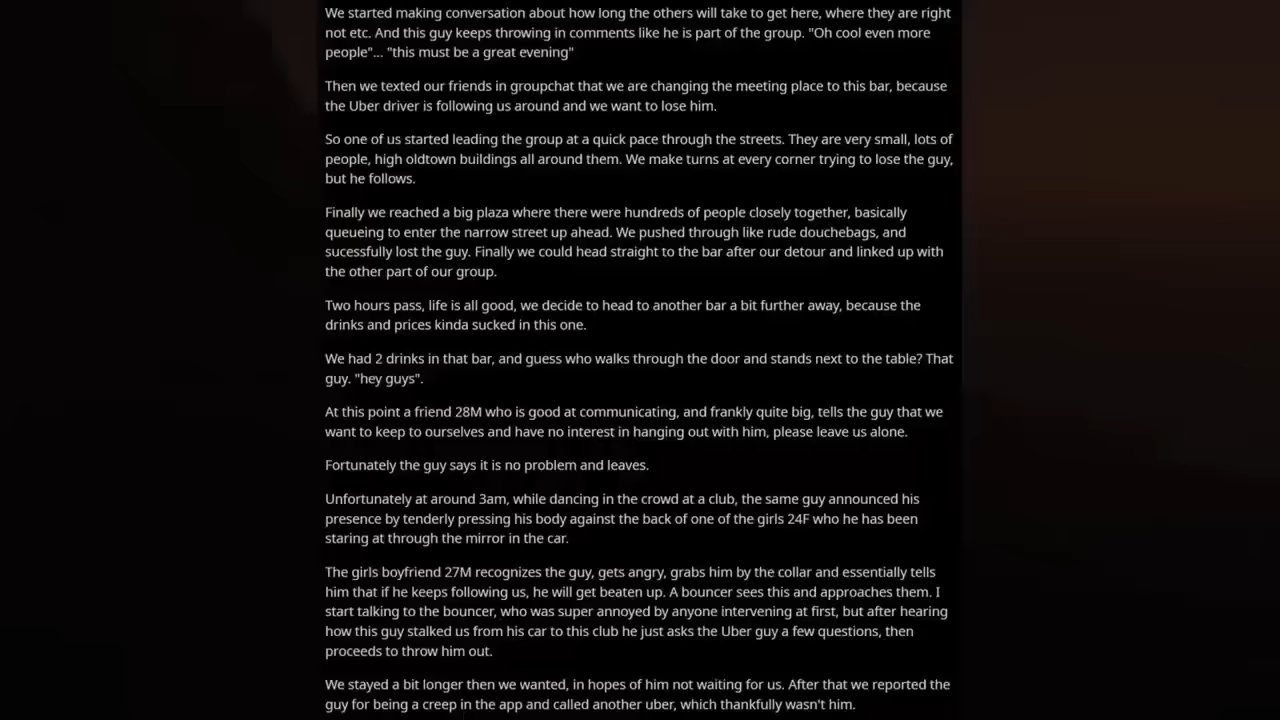 We started making conversation about how long the others will take to get here, where they are right
not etc. And this guy keeps throwing in comments like he is part of the group. "Oh cool even more
people"... "this must be a great evening"
Then we texted our friends in groupchat that we are changing the meeting place to this bar, because
the Uber driver is following us around and we want to lose him.
So one of us started leading the group at a quick pace through the streets. They are very small, lots of
people, high oldtown buildings all around them. We make turns at every corner trying to lose the guy,
but he follows.
Finally we reached a big plaza where there were hundreds of people closely together, basically
queueing to enter the narrow street up ahead. We pushed through like rude douchebags, and
sucessfully lost the guy. Finally we could head straight to the bar after our detour and linked up with
the other part of our group.
Two hours pass, life is all good, we decide to head to another bar a bit further away, because the
drinks and prices kinda sucked in this one.
We had 2 drinks in that bar, and guess who walks through the door and stands next to the table? That
guy. "hey guys".
At this point a friend 28M who is good at communicating, and frankly quite big, tells the guy that we
want to keep to ourselves and have no interest in hanging out with him, please leave us alone.
Fortunately the guy says it is no problem and leaves.
Unfortunately at around 3am, while dancing in the crowd at a club, the same guy announced his
presence by tenderly pressing his body against the back of one of the girls 24F who he has been
staring at through the mirror in the car.
The girls boyfriend 27M recognizes the guy, gets angry, grabs him by the collar and essentially tells
him that if he keeps following us, he will get beaten up. A bouncer sees this and approaches them. I
start talking to the bouncer, who was super annoyed by anyone intervening at first, but after hearing
how this guy stalked us from his car to this club he just asks the Uber guy a few questions, then
proceeds to throw him out.
We stayed a bit longer then we wanted, in hopes of him not waiting for us. After that we reported the
guy for being a creep in the app and called another uber, which thankfully wasn't him.